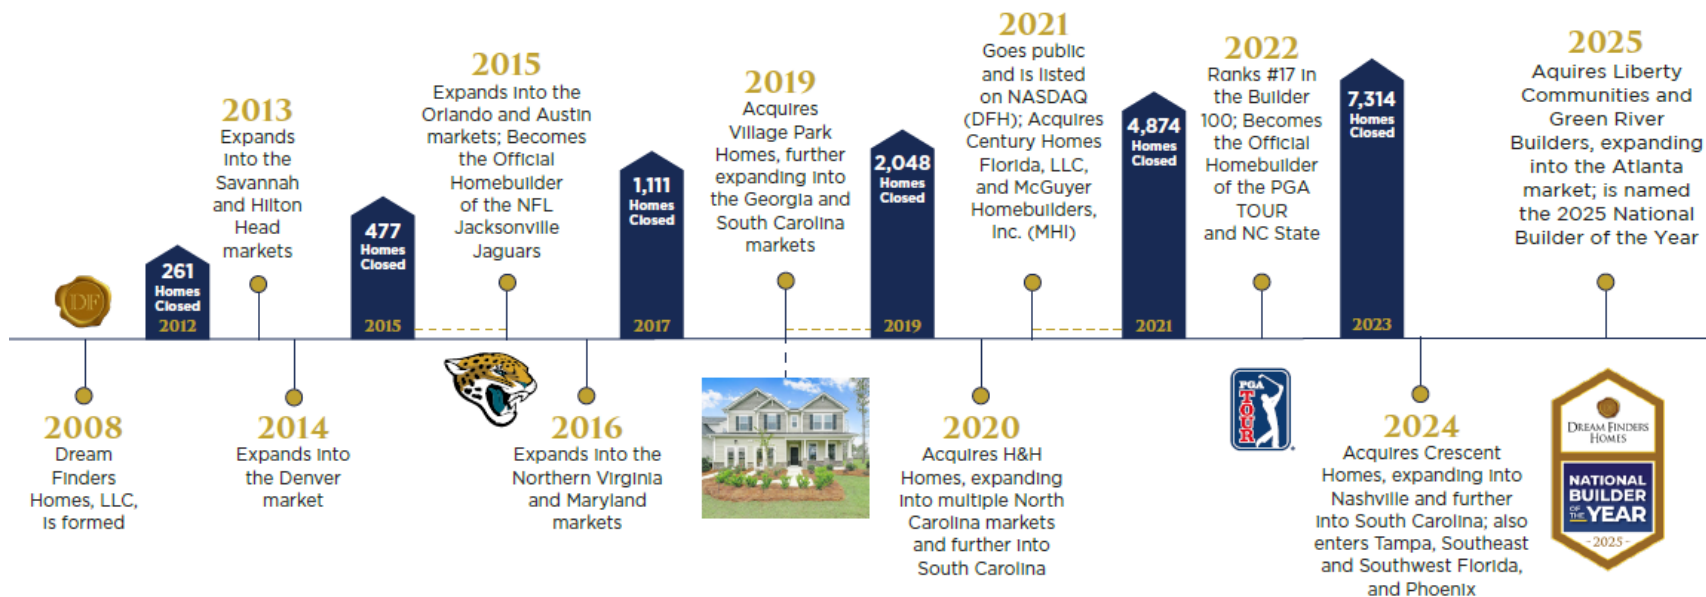 DF
2008
Dream
Finders
Homes, LLC,
is formed
261
Homes
Closed
2012
2013
Expands
into the
Savannah
and Hilton
Head
markets
2014
Expands into
the Denver
market
477
Homes
Closed
2015
2015
Expands into the
Orlando and Austin
markets; Becomes
the Official
Homebuilder
of the NFL
Jacksonville
Jaguars
2016
Expands into the
Northern Virginia
and Maryland
markets
1,111
Homes
Closed
2017
2019
Acquires
Village Park
Homes, further
expanding into
the Georgia and
South Carolina
markets
2,048
Homes
Closed
2019
2020
Acquires H&H
Homes, expanding
into multiple North
Carolina markets
and further into
South Carolina
2021
Goes public
and is listed
on NASDAQ
(DFH); Acquires
Century Homes
Florida, LLC,
and McGuyer
Homebuilders,
Inc. (MHI)
4,874
Homes
Closed
2021
2022
Ranks #17 in
the Builder
100; Becomes
the Official
Homebuilder
of the PGA
TOUR
and NC State
PGA
TOUR
7,314
Homes
Closed
2023
2024
Acquires Crescent
Homes, expanding into
Nashville and further
into South Carolina; also
enters Tampa, Southeast
and Southwest Florida,
and Phoenix
2025
Aquires Liberty
Communities and
Green River
Builders, expanding
into the Atlanta
market; is named
the 2025 National
Builder of the Year
DREAM FINDERS
HOMES
NATIONAL
BUILDER
OF THE YEAR
-2025-